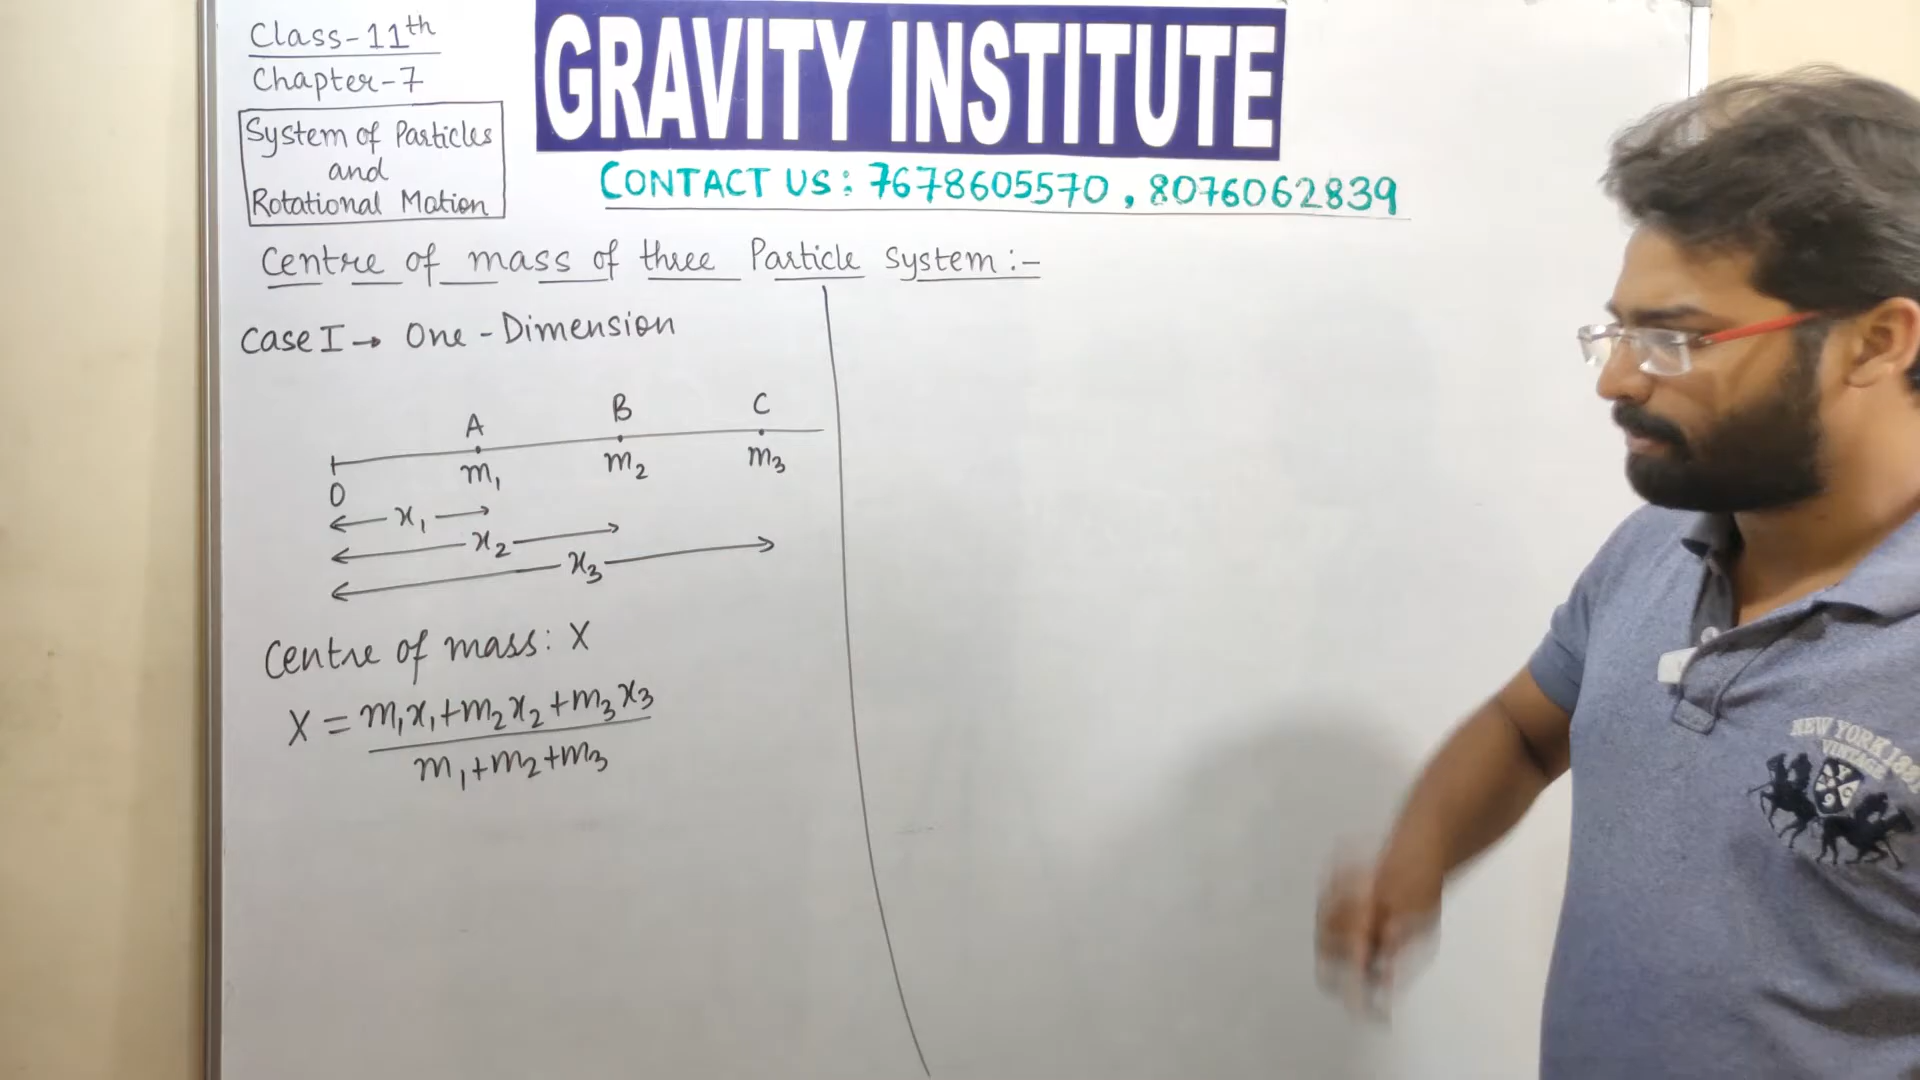 Class-11th
Chapter-7
System of Particles
and
Rotational Motion
GRAVITY INSTITUTE
CONTACT US: 7678605570, 8076062839
Centre of mass of three Particle System:-
Case I → One-Dimension
A B C
m₁ m₂ m₃
O
x₁
x₂
x₃
Centre of mass: X
X = m₁x₁+m₂x₂+m₃x₃
m₁+m₂+m₃
NEW YORK 188
VINTAGE